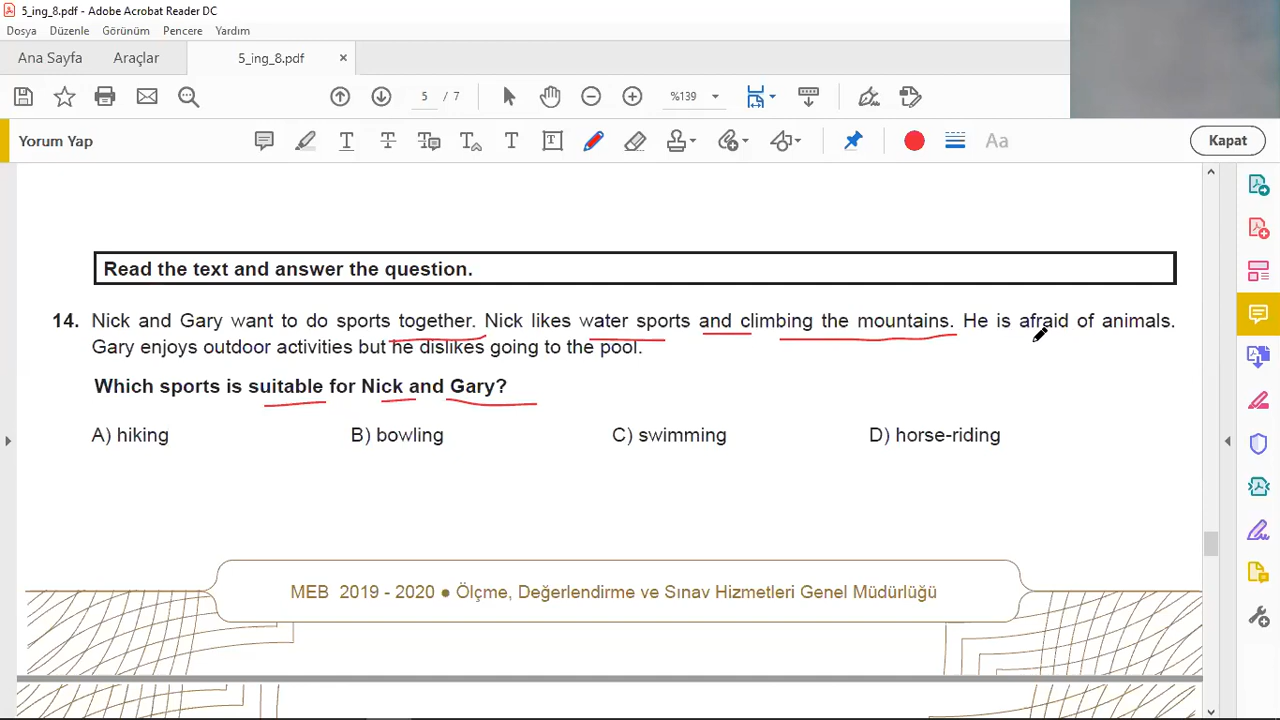 5_ing_8.pdf - Adobe Acrobat Reader DC
Dosya Düzenle Görünüm Pencere Yardım
Ana Sayfa Araçlar 5_ing_8.pdf ×
5 / 7 %139
Yorum Yap Aa Kapat
Read the text and answer the question.
14. Nick and Gary want to do sports together. Nick likes water sports and climbing the mountains. He is afraid of animals.
Gary enjoys outdoor activities but he dislikes going to the pool.
Which sports is suitable for Nick and Gary?
A) hiking B) bowling C) swimming D) horse-riding
MEB 2019 - 2020 ● Ölçme, Değerlendirme ve Sınav Hizmetleri Genel Müdürlüğü